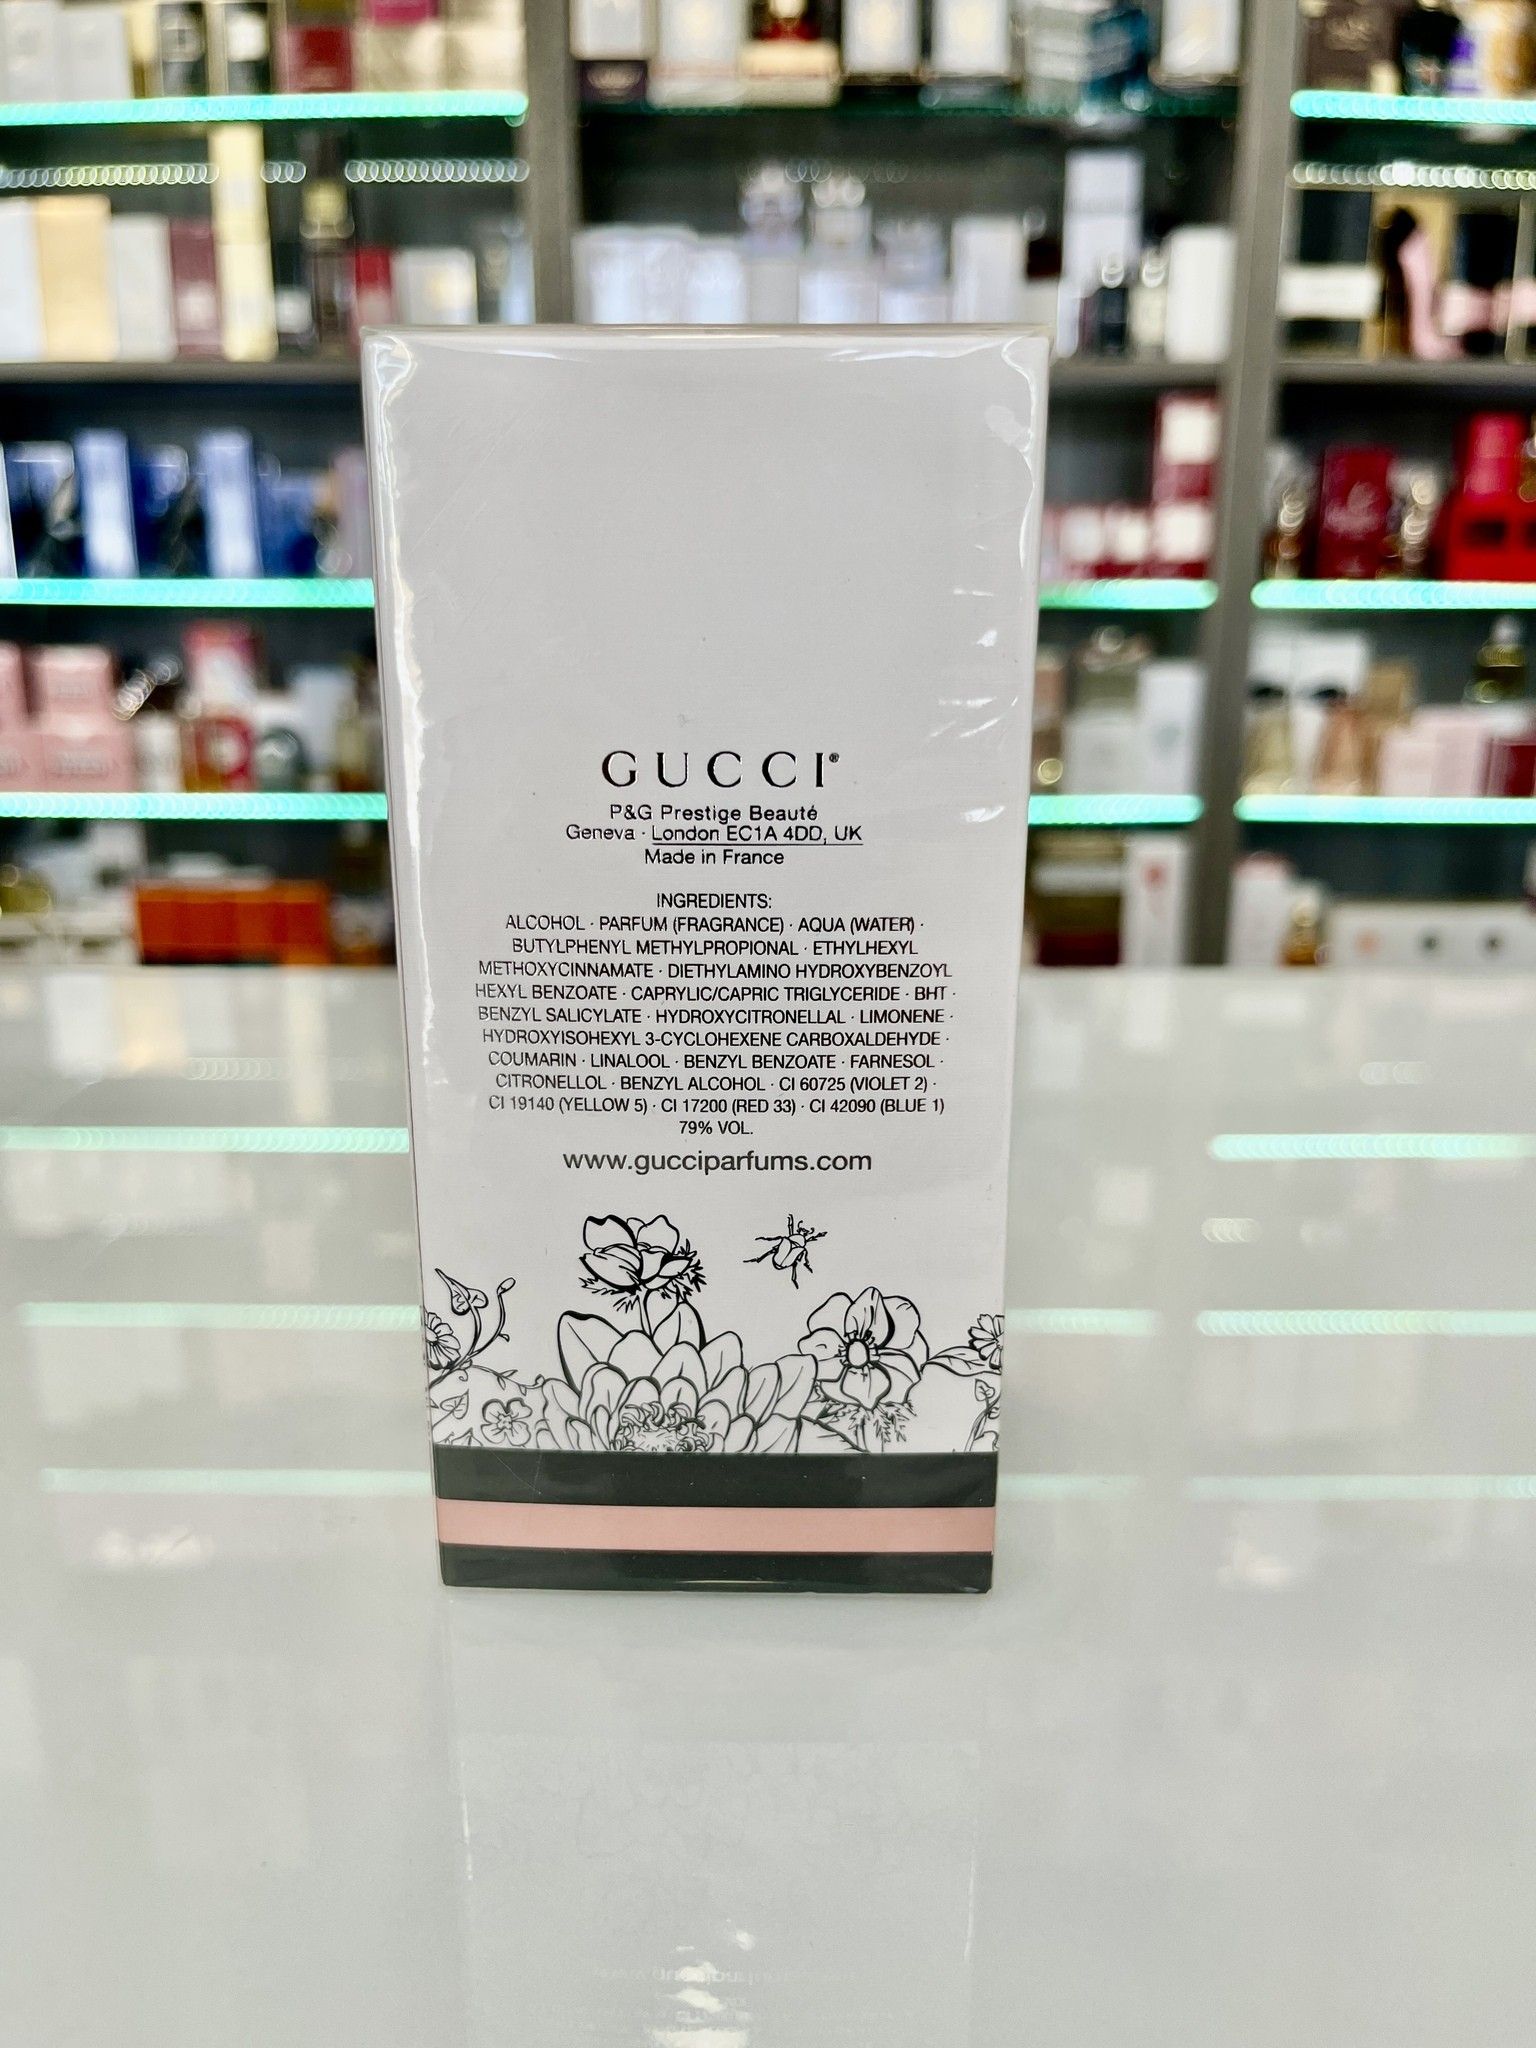 GUCCI®
P&G Prestige Beauté
Geneva · London EC1A 4DD, UK
Made in France
INGREDIENTS:
ALCOHOL · PARFUM (FRAGRANCE) · AQUA (WATER) ·
BUTYLPHENYL METHYLPROPIONAL · ETHYLHEXYL
METHOXYCINNAMATE · DIETHYLAMINO HYDROXYBENZOYL
HEXYL BENZOATE · CAPRYLIC/CAPRIC TRIGLYCERIDE · BHT ·
BENZYL SALICYLATE · HYDROXYCITRONELLAL · LIMONENE ·
HYDROXYISOHEXYL 3-CYCLOHEXENE CARBOXALDEHYDE ·
COUMARIN · LINALOOL · BENZYL BENZOATE · FARNESOL ·
CITRONELLOL · BENZYL ALCOHOL · CI 60725 (VIOLET 2) ·
CI 19140 (YELLOW 5) · CI 17200 (RED 33) · CI 42090 (BLUE 1)
79% VOL.
www.gucciparfums.com